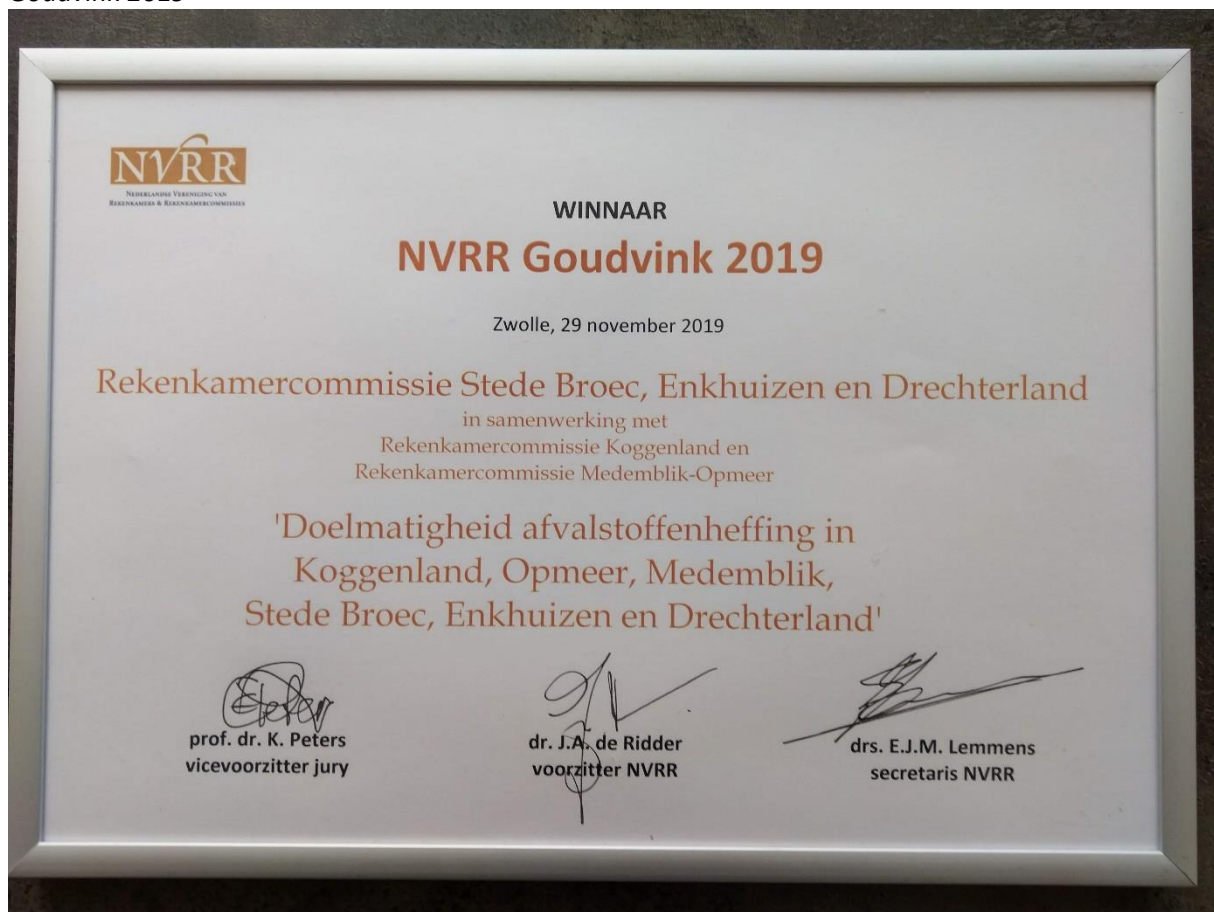 NVRR
NEDERLANDSE VERENIGING VAN
REKENKAMERS & REKENKAMERCOMMISSIES
WINNAAR
NVRR Goudvink 2019
Zwolle, 29 november 2019
Rekenkamercommissie Stede Broec, Enkhuizen en Drechterland
in samenwerking met
Rekenkamercommissie Koggenland en
Rekenkamercommissie Medemblik-Opmeer
'Doelmatigheid afvalstoffenheffing in
Koggenland, Opmeer, Medemblik,
Stede Broec, Enkhuizen en Drechterland'
prof. dr. K. Peters
vicevoorzitter jury
dr. J.A. de Ridder
voorzitter NVRR
drs. E.J.M. Lemmens
secretaris NVRR